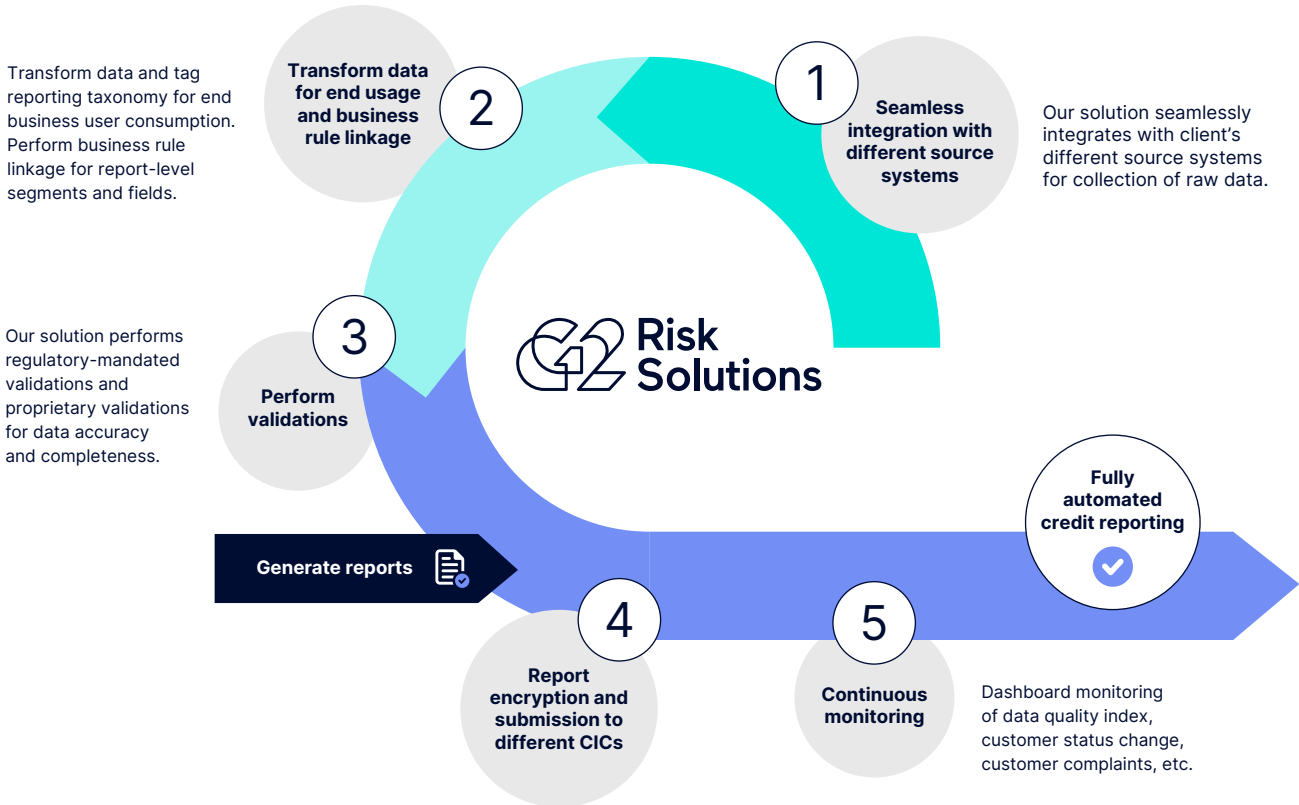 1
Seamless
integration with
different source
systems
Our solution seamlessly
integrates with client’s
different source systems
for collection of raw data.
2
Transform data
for end usage
and business
rule linkage
Transform data and tag
reporting taxonomy for end
business user consumption.
Perform business rule
linkage for report-level
segments and fields.
3
Perform
validations
Our solution performs
regulatory-mandated
validations and
proprietary validations
for data accuracy
and completeness.
G2 Risk
Solutions
Generate reports
4
Report
encryption and
submission to
different CICs
5
Continuous
monitoring
Dashboard monitoring
of data quality index,
customer status change,
customer complaints, etc.
Fully
automated
credit reporting